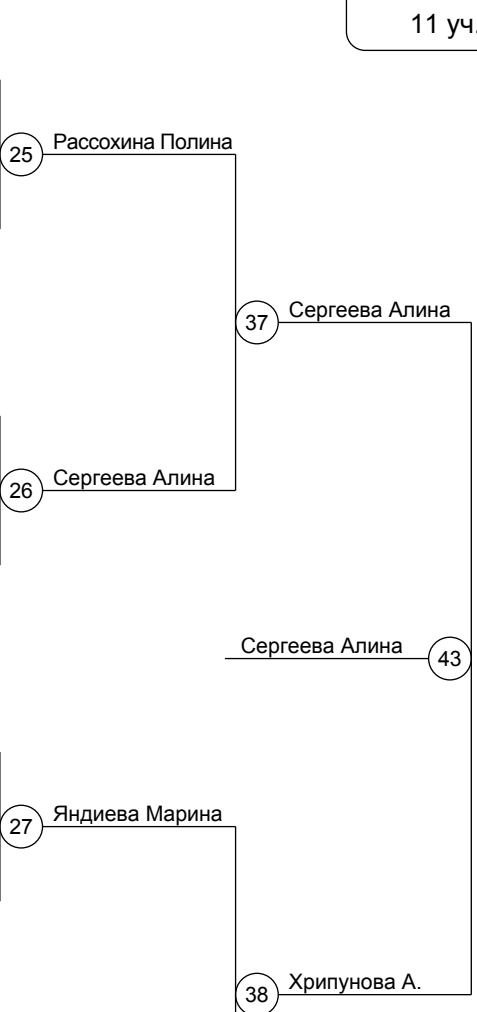 11 уч.
25 Рассохина Полина
37 Сергеева Алина
26 Сергеева Алина
Сергеева Алина 43
27 Яндиева Марина
38 Хрипунова А.